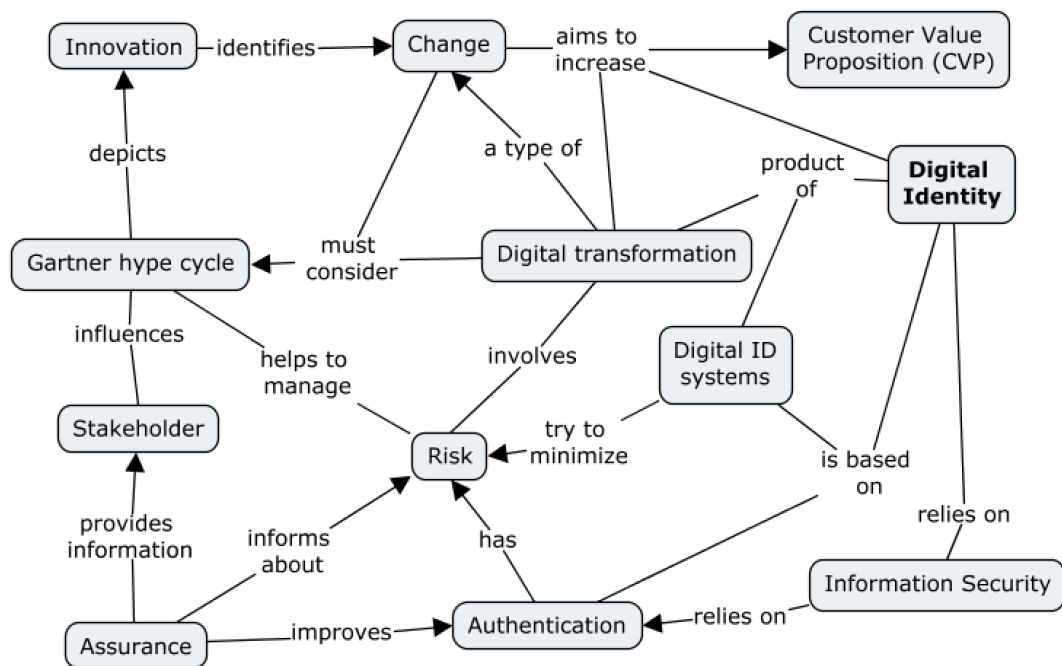 Innovation
identifies
Change
aims to
increase
Customer Value
Proposition (CVP)
depicts
a type of
product
of
Digital
Identity
must
consider
Gartner hype cycle
Digital transformation
influences
helps to
manage
involves
Digital ID
systems
Stakeholder
Risk
try to
minimize
is based
on
provides
information
informs
about
has
relies on
Information Security
Assurance
improves
Authentication
relies on